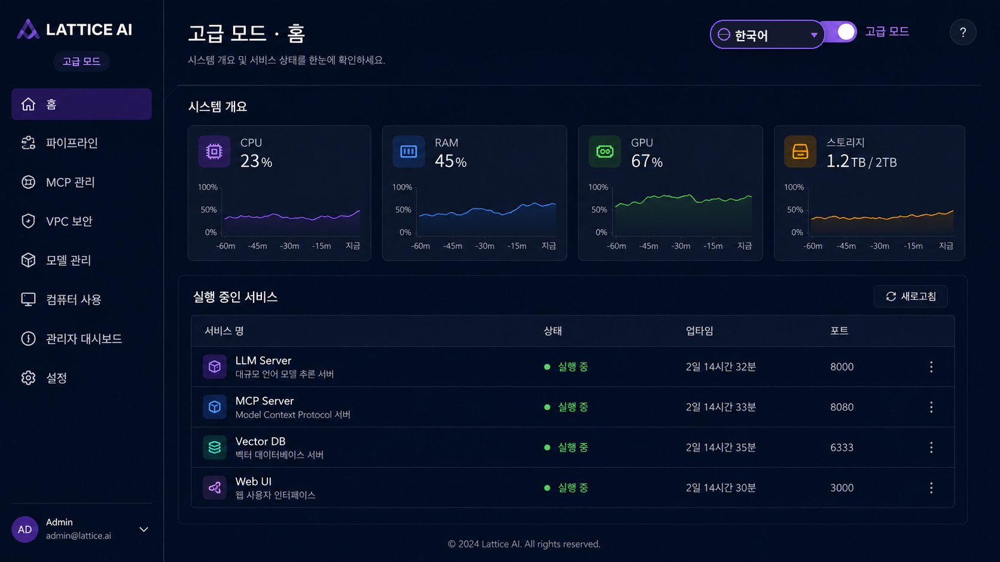 LATTICE AI
고급 모드
홈
파이프라인
MCP 관리
VPC 보안
모델 관리
컴퓨터 사용
관리자 대시보드
설정
AD
Admin
admin@lattice.ai
고급 모드 · 홈
시스템 개요 및 서비스 상태를 한눈에 확인하세요.
한국어
고급 모드
?
시스템 개요
CPU
23%
100%
50%
0%
-60m -45m -30m -15m 지금
RAM
45%
100%
50%
0%
-60m -45m -30m -15m 지금
GPU
67%
100%
50%
0%
-60m -45m -30m -15m 지금
스토리지
1.2TB / 2TB
100%
50%
0%
-60m -45m -30m -15m 지금
실행 중인 서비스
새로고침
서비스 명 상태 업타임 포트
LLM Server
대규모 언어 모델 추론 서버
실행 중 2일 14시간 32분 8000
MCP Server
Model Context Protocol 서버
실행 중 2일 14시간 33분 8080
Vector DB
벡터 데이터베이스 서버
실행 중 2일 14시간 35분 6333
Web UI
웹 사용자 인터페이스
실행 중 2일 14시간 30분 3000
© 2024 Lattice AI. All rights reserved.